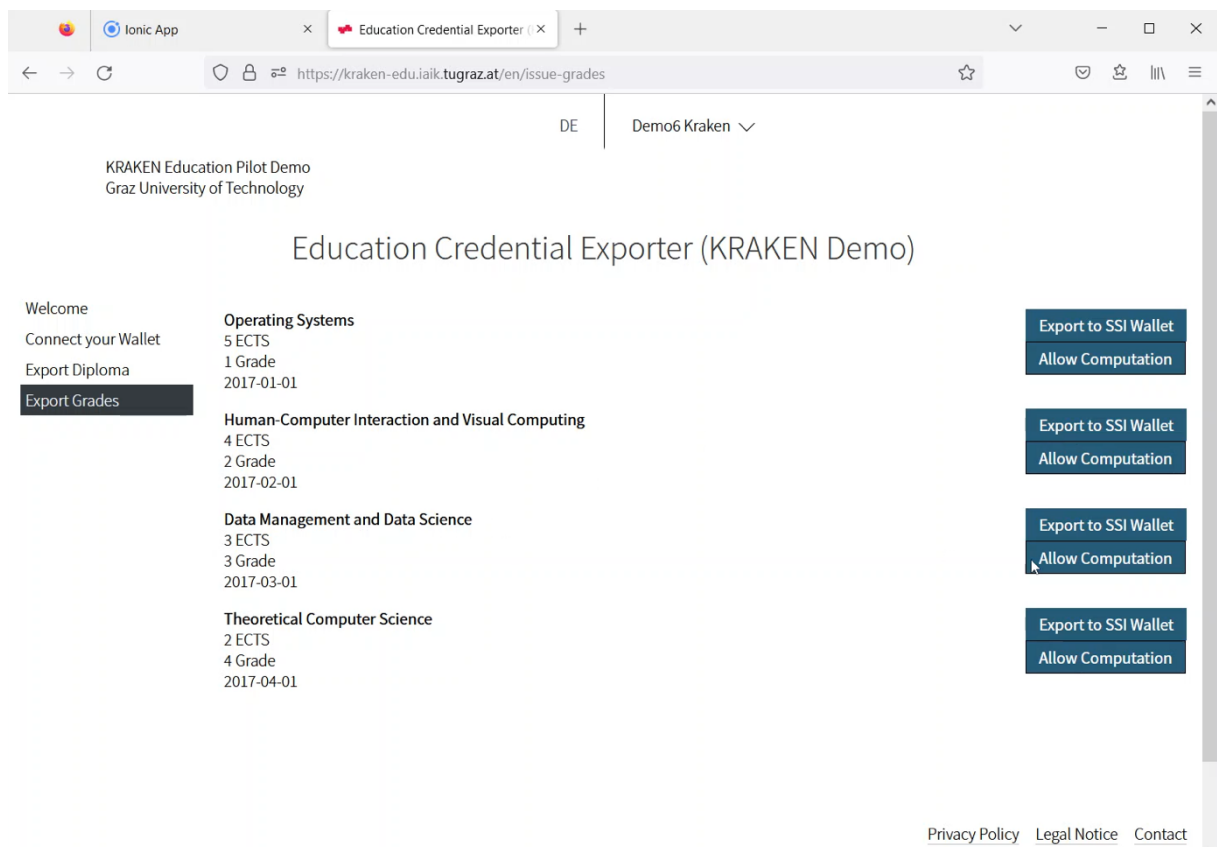 Ionic App
Education Credential Exporter (
https://kraken-edu.iaik.tugraz.at/en/issue-grades
DE
Demo6 Kraken
KRAKEN Education Pilot Demo
Graz University of Technology
Education Credential Exporter (KRAKEN Demo)
Welcome
Connect your Wallet
Export Diploma
Export Grades
Operating Systems
5 ECTS
1 Grade
2017-01-01
Export to SSI Wallet
Allow Computation
Human-Computer Interaction and Visual Computing
4 ECTS
2 Grade
2017-02-01
Export to SSI Wallet
Allow Computation
Data Management and Data Science
3 ECTS
3 Grade
2017-03-01
Export to SSI Wallet
Allow Computation
Theoretical Computer Science
2 ECTS
4 Grade
2017-04-01
Export to SSI Wallet
Allow Computation
Privacy Policy Legal Notice Contact